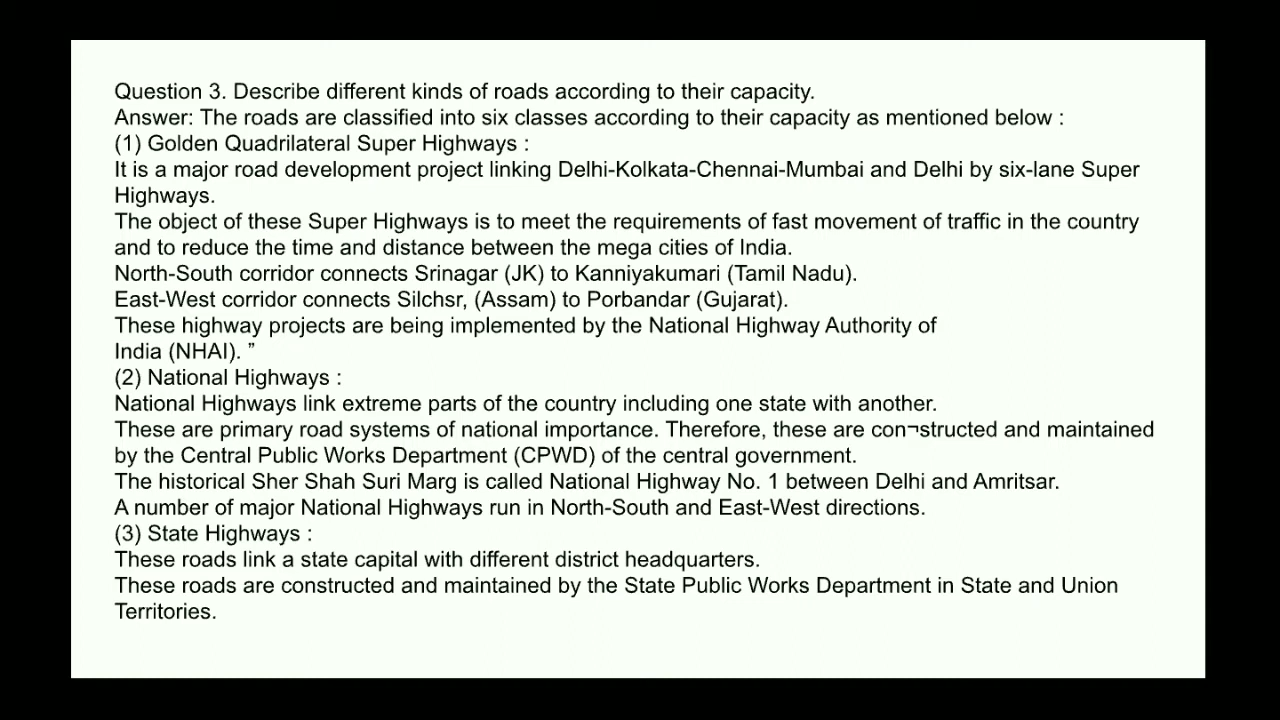 Question 3. Describe different kinds of roads according to their capacity.
Answer: The roads are classified into six classes according to their capacity as mentioned below :
(1) Golden Quadrilateral Super Highways :
It is a major road development project linking Delhi-Kolkata-Chennai-Mumbai and Delhi by six-lane Super
Highways.
The object of these Super Highways is to meet the requirements of fast movement of traffic in the country
and to reduce the time and distance between the mega cities of India.
North-South corridor connects Srinagar (JK) to Kanniyakumari (Tamil Nadu).
East-West corridor connects Silchsr, (Assam) to Porbandar (Gujarat).
These highway projects are being implemented by the National Highway Authority of
India (NHAI). ”
(2) National Highways :
National Highways link extreme parts of the country including one state with another.
These are primary road systems of national importance. Therefore, these are con¬structed and maintained
by the Central Public Works Department (CPWD) of the central government.
The historical Sher Shah Suri Marg is called National Highway No. 1 between Delhi and Amritsar.
A number of major National Highways run in North-South and East-West directions.
(3) State Highways :
These roads link a state capital with different district headquarters.
These roads are constructed and maintained by the State Public Works Department in State and Union
Territories.